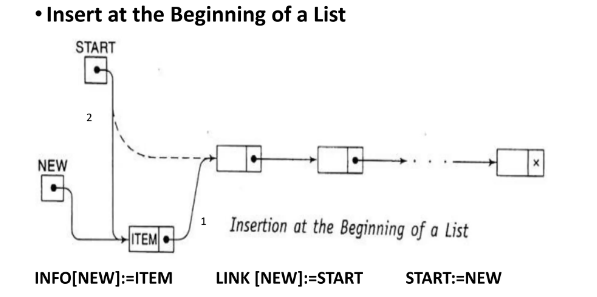 • Insert at the Beginning of a List
START
2
NEW
ITEM
1
x
Insertion at the Beginning of a List
INFO[NEW]:=ITEM LINK [NEW]:=START START:=NEW